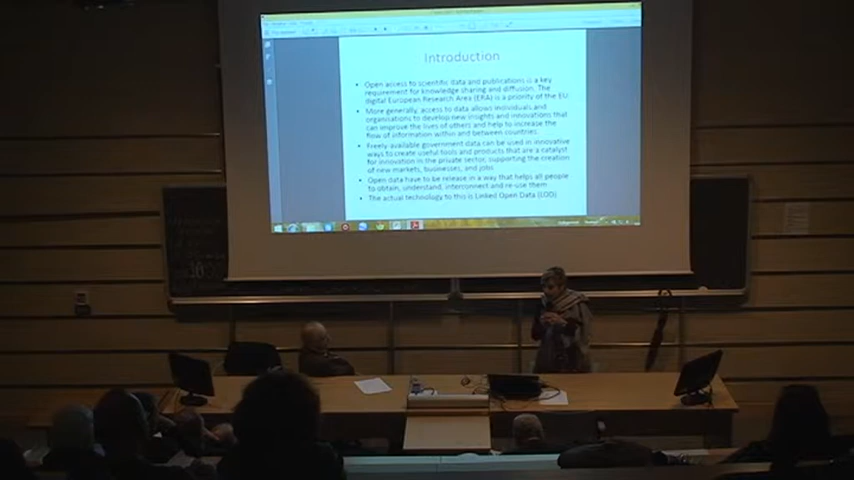 Introduction
• Open access to scientific data and publications is a key
requirement for knowledge sharing and diffusion. The
digital European Research Area (ERA) is a priority of the EU.
• More generally, access to data allows individuals and
organisations to develop new insights and innovations that
can improve the lives of others and help to increase the
flow of information within and between countries.
• Freely available government data can be used in innovative
ways to create useful tools and products that are a catalyst
for innovation in the private sector, supporting the creation
of new markets, businesses, and jobs.
• Open data have to be release in a way that helps all people
to obtain, understand, interconnect and re-use them.
• The actual technology to this is Linked Open Data (LOD)